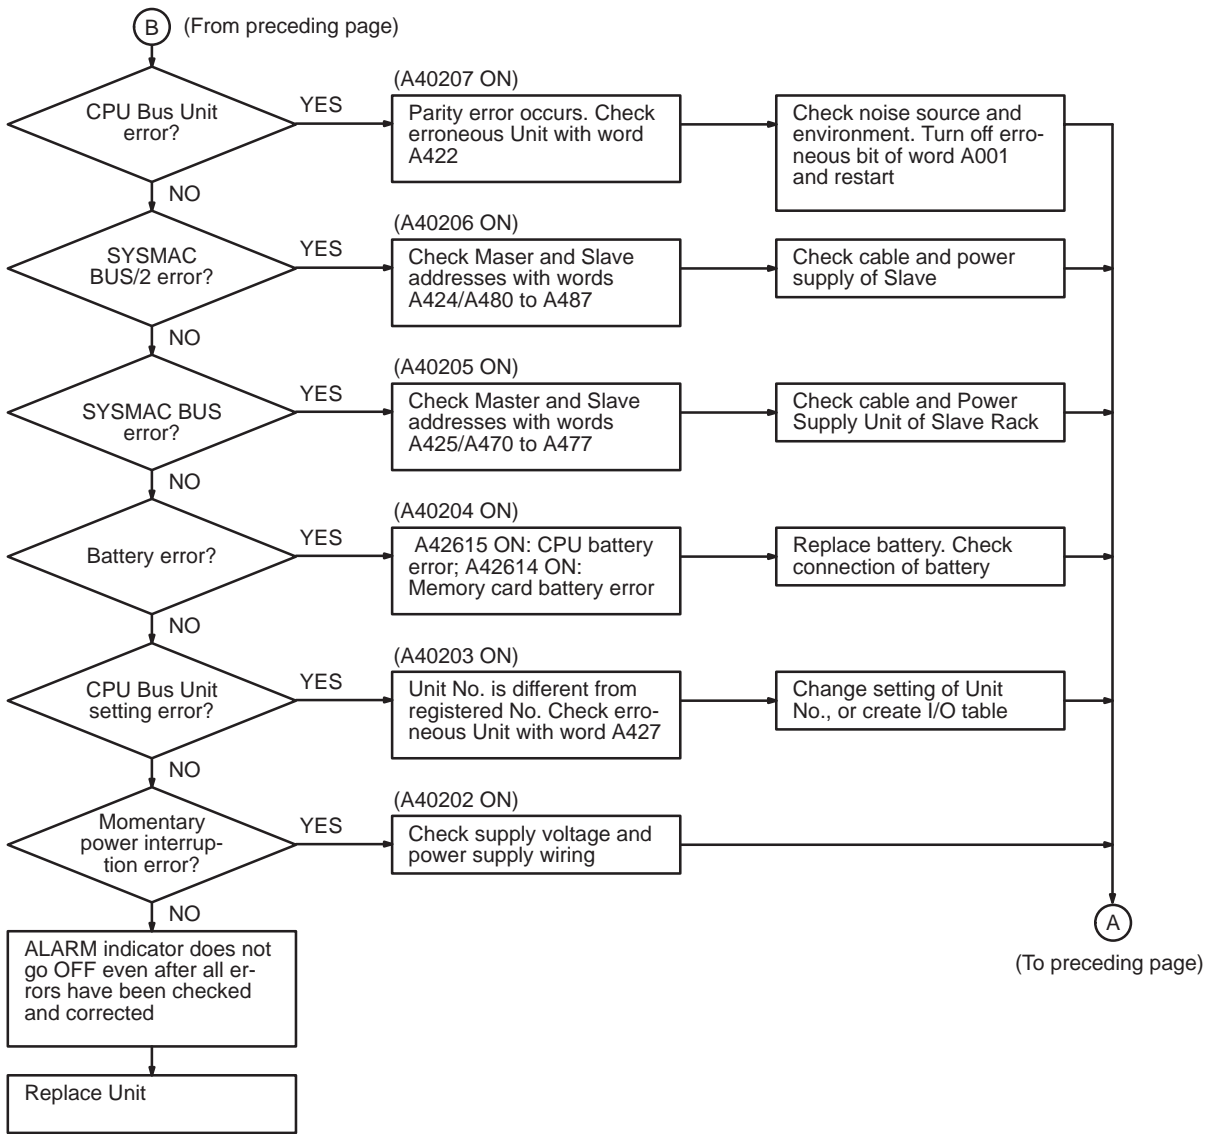 B (From preceding page)
CPU Bus Unit
error?
YES
NO
(A40207 ON)
Parity error occurs. Check
erroneous Unit with word
A422
Check noise source and
environment. Turn off erro-
neous bit of word A001
and restart
SYSMAC
BUS/2 error?
YES
NO
(A40206 ON)
Check Maser and Slave
addresses with words
A424/A480 to A487
Check cable and power
supply of Slave
SYSMAC BUS
error?
YES
NO
(A40205 ON)
Check Master and Slave
addresses with words
A425/A470 to A477
Check cable and Power
Supply Unit of Slave Rack
Battery error?
YES
NO
(A40204 ON)
A42615 ON: CPU battery
error; A42614 ON:
Memory card battery error
Replace battery. Check
connection of battery
CPU Bus Unit
setting error?
YES
NO
(A40203 ON)
Unit No. is different from
registered No. Check erro-
neous Unit with word A427
Change setting of Unit
No., or create I/O table
Momentary
power interrup-
tion error?
YES
NO
(A40202 ON)
Check supply voltage and
power supply wiring
A
(To preceding page)
ALARM indicator does not
go OFF even after all er-
rors have been checked
and corrected
Replace Unit